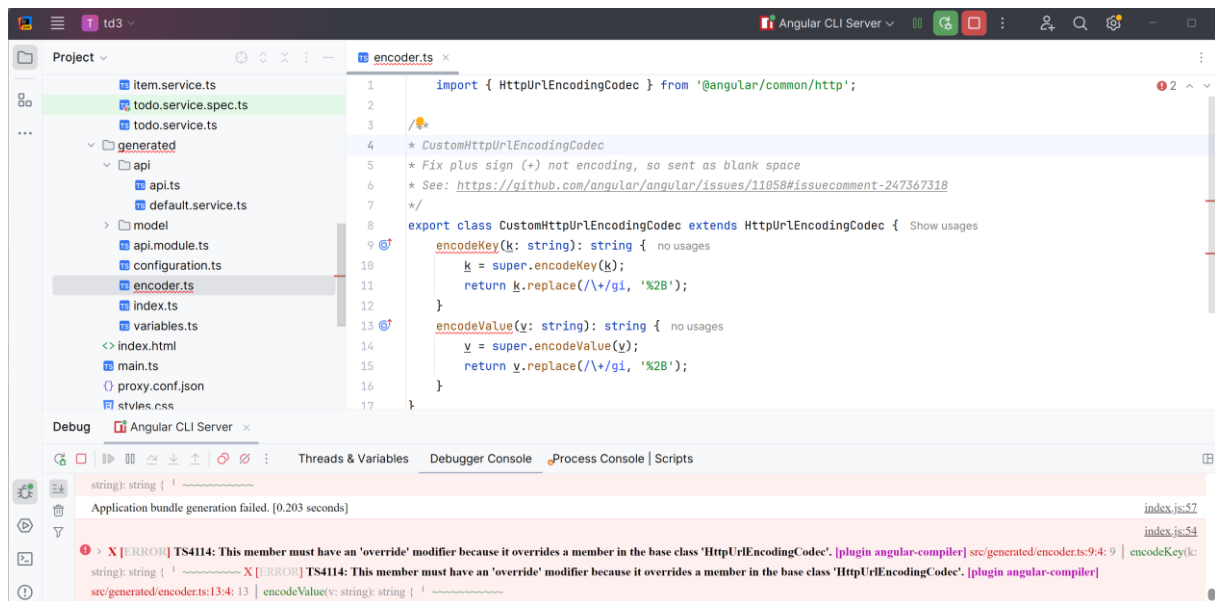 T td3
Angular CLI Server
Project
encoder.ts
item.service.ts
todo.service.spec.ts
todo.service.ts
generated
api
api.ts
default.service.ts
model
api.module.ts
configuration.ts
encoder.ts
index.ts
variables.ts
index.html
main.ts
proxy.conf.json
styles.css
1 import { HttpUrlEncodingCodec } from '@angular/common/http';
2
2
3 /**
4 * CustomHttpUrlEncodingCodec
5 * Fix plus sign (+) not encoding, so sent as blank space
6 * See: https://github.com/angular/angular/issues/11058#issuecomment-247367318
7 */
8 export class CustomHttpUrlEncodingCodec extends HttpUrlEncodingCodec { Show usages
9 encodeKey(k: string): string { no usages
10 k = super.encodeKey(k);
11 return k.replace(/\+/gi, '%2B');
12 }
13 encodeValue(v: string): string { no usages
14 v = super.encodeValue(v);
15 return v.replace(/\+/gi, '%2B');
16 }
17 }
Debug Angular CLI Server
Threads & Variables Debugger Console Process Console | Scripts
string): string { ╵ ~~~~~~~~~~~
Application bundle generation failed. [0.203 seconds] index.js:57
index.js:54
X [ERROR] TS4114: This member must have an 'override' modifier because it overrides a member in the base class 'HttpUrlEncodingCodec'. [plugin angular-compiler] src/generated/encoder.ts:9:4: 9 │ encodeKey(k:
string): string { ╵ ~~~~~~~~~ X [ERROR] TS4114: This member must have an 'override' modifier because it overrides a member in the base class 'HttpUrlEncodingCodec'. [plugin angular-compiler]
src/generated/encoder.ts:13:4: 13 │ encodeValue(v: string): string { ╵ ~~~~~~~~~~~